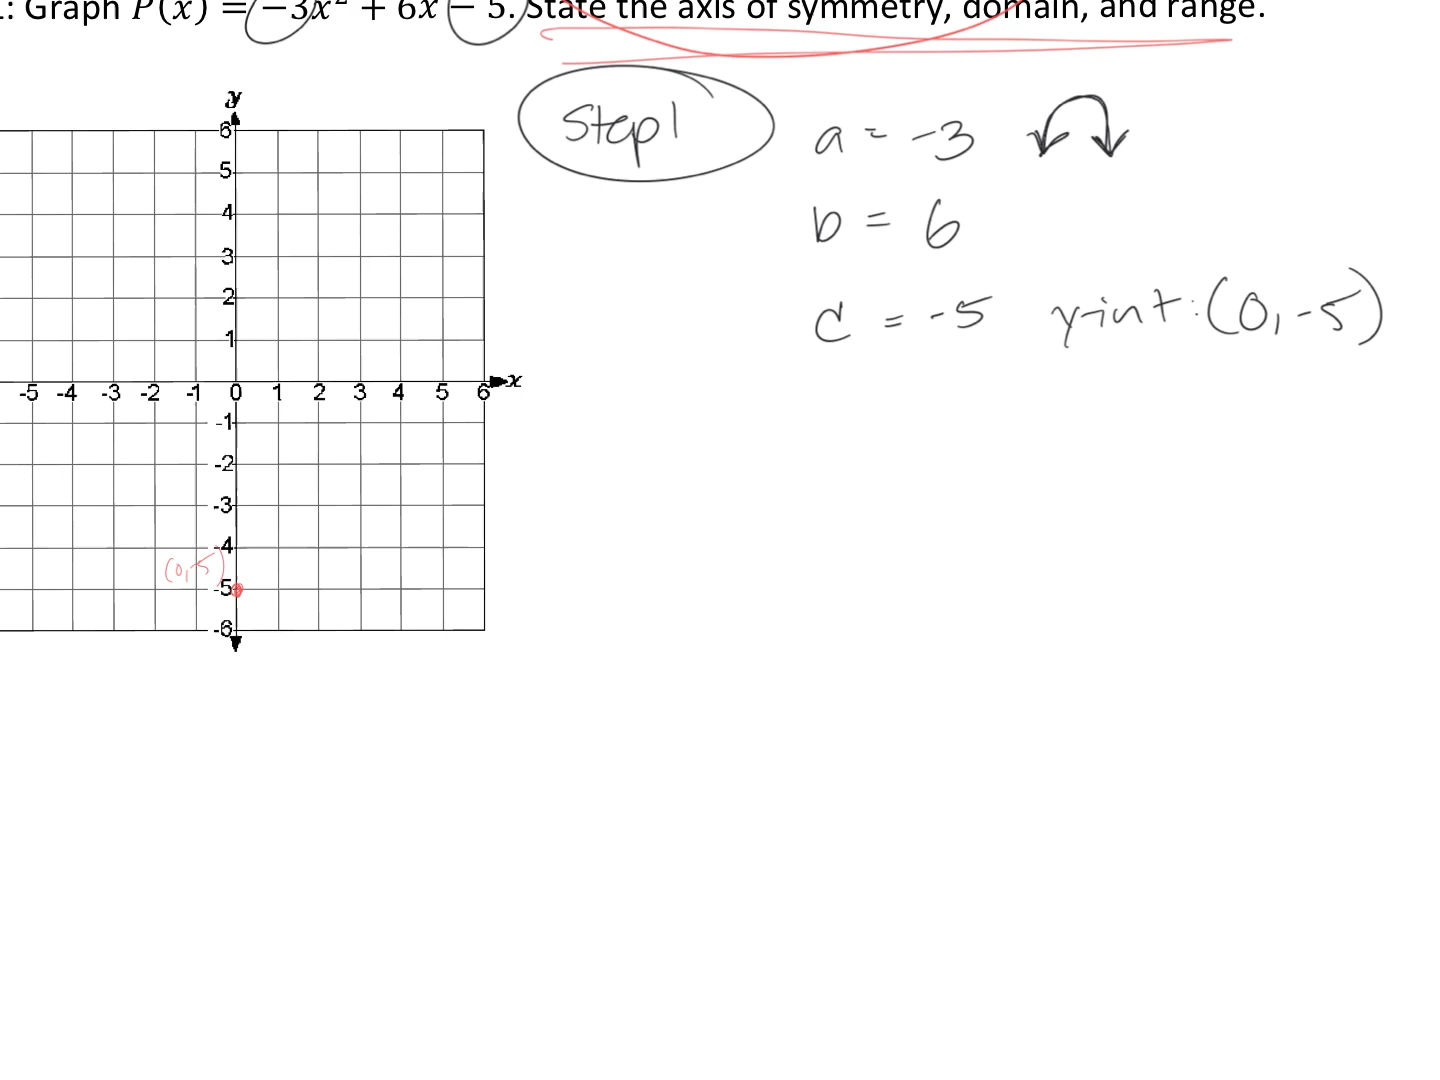 .: Graph P(x) = −3x² + 6x − 5. State the axis of symmetry, domain, and range.
Step 1
a = -3
b = 6
c = -5 y-int: (0, -5)
y
6
5
4
3
2
1
-5 -4 -3 -2 -1 0 1 2 3 4 5 6 x
-1
-2
-3
-4
(0,-5)
-5
-6